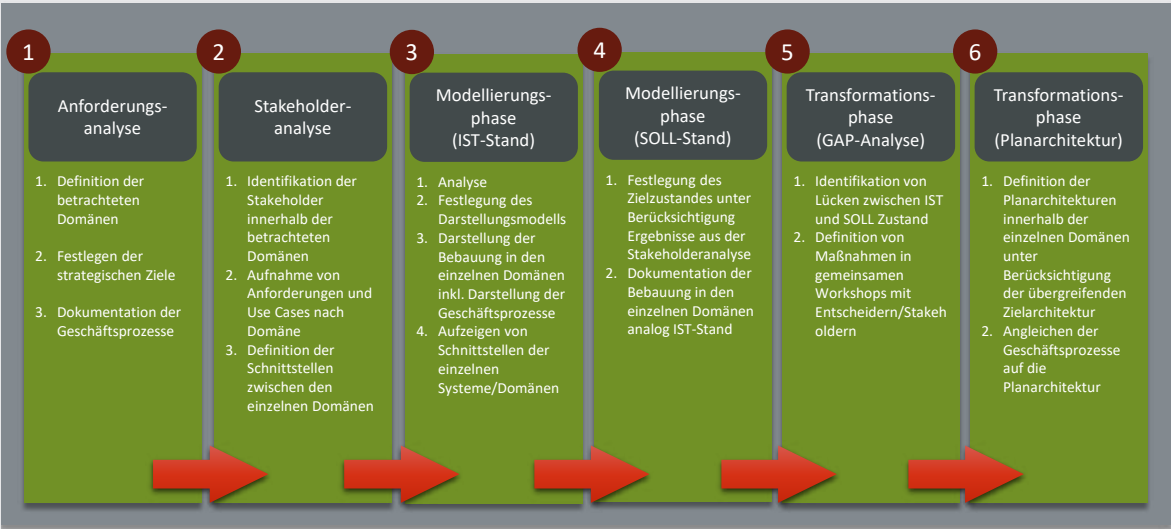 1
Anforderungs-
analyse
1. Definition der
betrachteten
Domänen
2. Festlegen der
strategischen Ziele
3. Dokumentation der
Geschäftsprozesse
2
Stakeholder-
analyse
1. Identifikation der
Stakeholder
innerhalb der
betrachteten
Domänen
2. Aufnahme von
Anforderungen und
Use Cases nach
Domäne
3. Definition der
Schnittstellen
zwischen den
einzelnen Domänen
3
Modellierungs-
phase
(IST-Stand)
1. Analyse
2. Festlegung des
Darstellungsmodells
3. Darstellung der
Bebauung in den
einzelnen Domänen
inkl. Darstellung der
Geschäftsprozesse
4. Aufzeigen von
Schnittstellen der
einzelnen
Systeme/Domänen
4
Modellierungs-
phase
(SOLL-Stand)
1. Festlegung des
Zielzustandes unter
Berücksichtigung
Ergebnisse aus der
Stakeholderanalyse
2. Dokumentation der
Bebauung in den
einzelnen Domänen
analog IST-Stand
5
Transformations-
phase
(GAP-Analyse)
1. Identifikation von
Lücken zwischen IST
und SOLL Zustand
2. Definition von
Maßnahmen in
gemeinsamen
Workshops mit
Entscheidern/Stakeh
oldern
6
Transformations-
phase
(Planarchitektur)
1. Definition der
Planarchitekturen
innerhalb der
einzelnen Domänen
unter
Berücksichtigung
der übergreifenden
Zielarchitektur
2. Angleichen der
Geschäftsprozesse
auf die
Planarchitektur